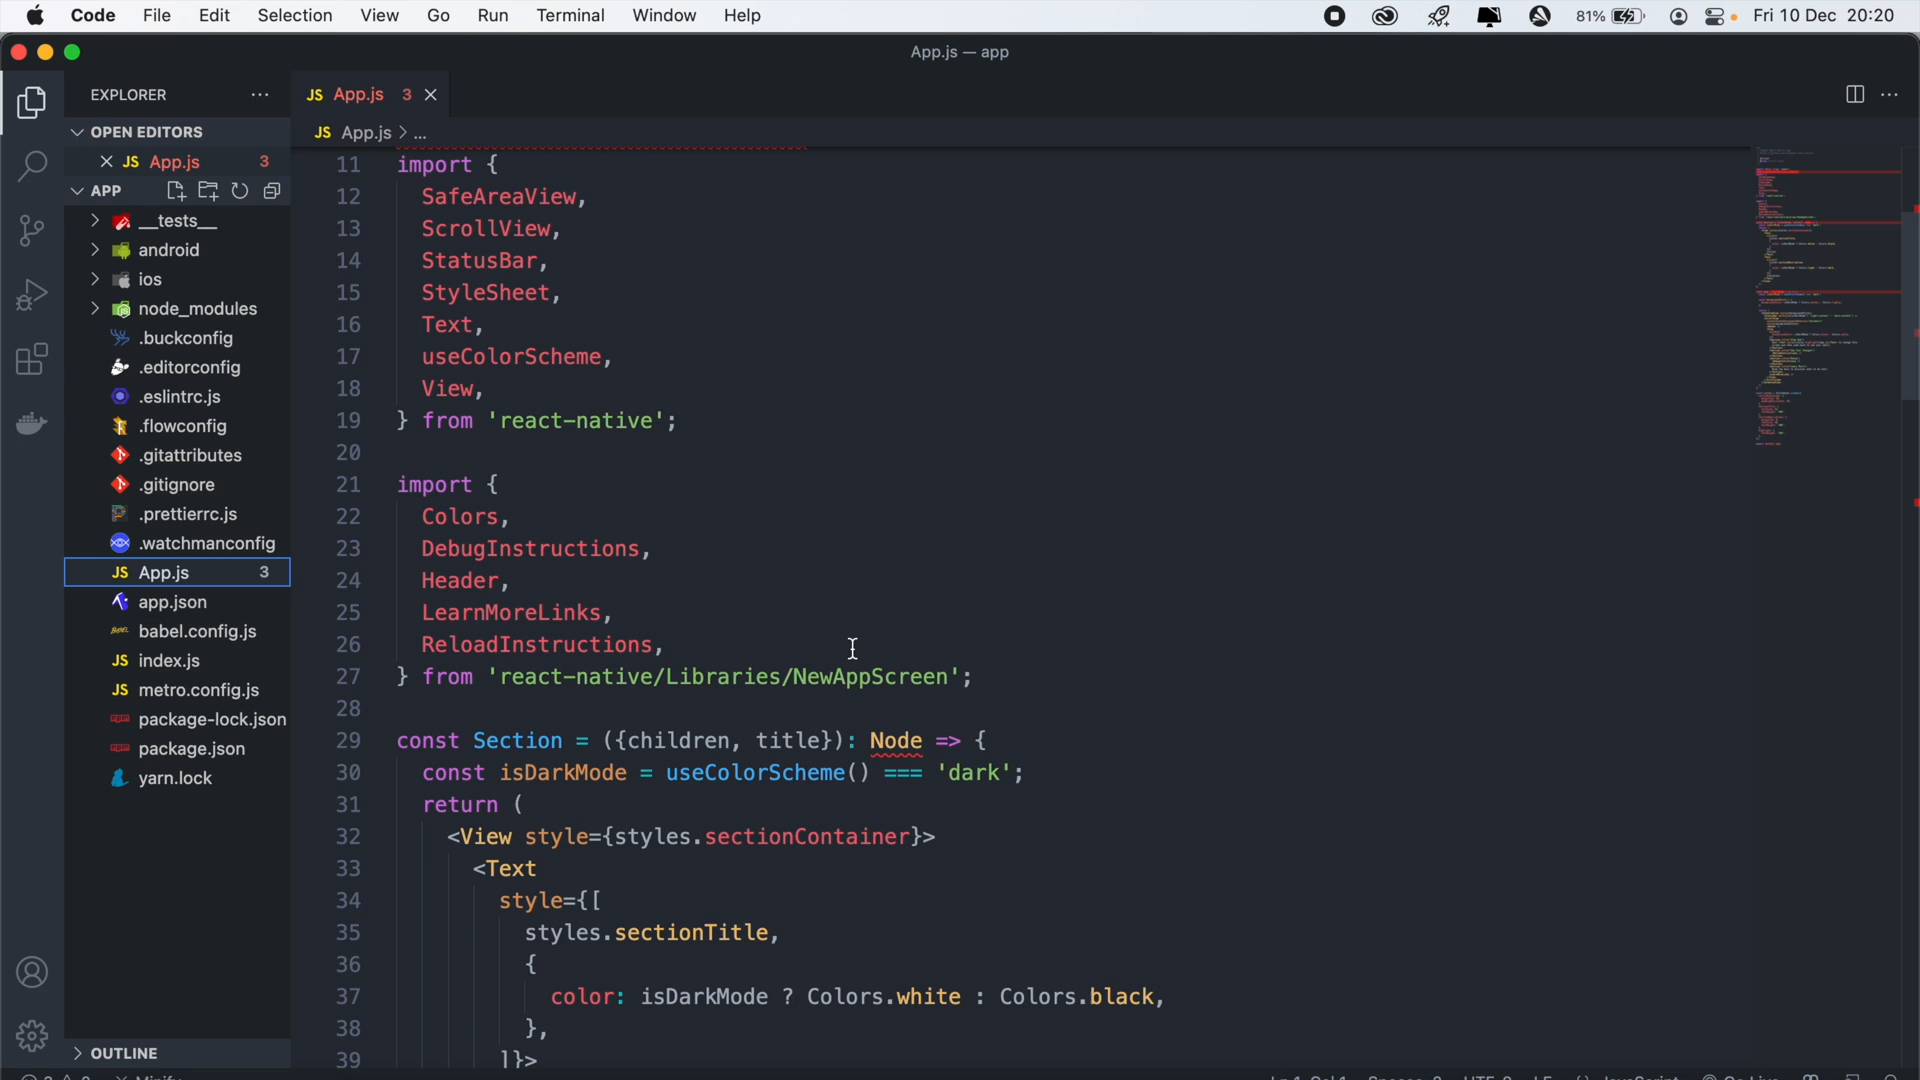 Code File Edit Selection View Go Run Terminal Window Help 81% Fri 10 Dec 20:20
App.js — app
EXPLORER
OPEN EDITORS
JS App.js 3
APP
__tests__
android
ios
node_modules
.buckconfig
.editorconfig
.eslintrc.js
.flowconfig
.gitattributes
.gitignore
.prettierrc.js
.watchmanconfig
JS App.js 3
app.json
BABEL babel.config.js
JS index.js
JS metro.config.js
npm package-lock.json
npm package.json
yarn.lock
OUTLINE
JS App.js 3
JS App.js > ...
11 import {
12 SafeAreaView,
13 ScrollView,
14 StatusBar,
15 StyleSheet,
16 Text,
17 useColorScheme,
18 View,
19 } from 'react-native';
20
21 import {
22 Colors,
23 DebugInstructions,
24 Header,
25 LearnMoreLinks,
26 ReloadInstructions,
27 } from 'react-native/Libraries/NewAppScreen';
28
29 const Section = ({children, title}): Node => {
30 const isDarkMode = useColorScheme() === 'dark';
31 return (
32 <View style={styles.sectionContainer}>
33 <Text
34 style={[
35 styles.sectionTitle,
36 {
37 color: isDarkMode ? Colors.white : Colors.black,
38 },
39 ]}>